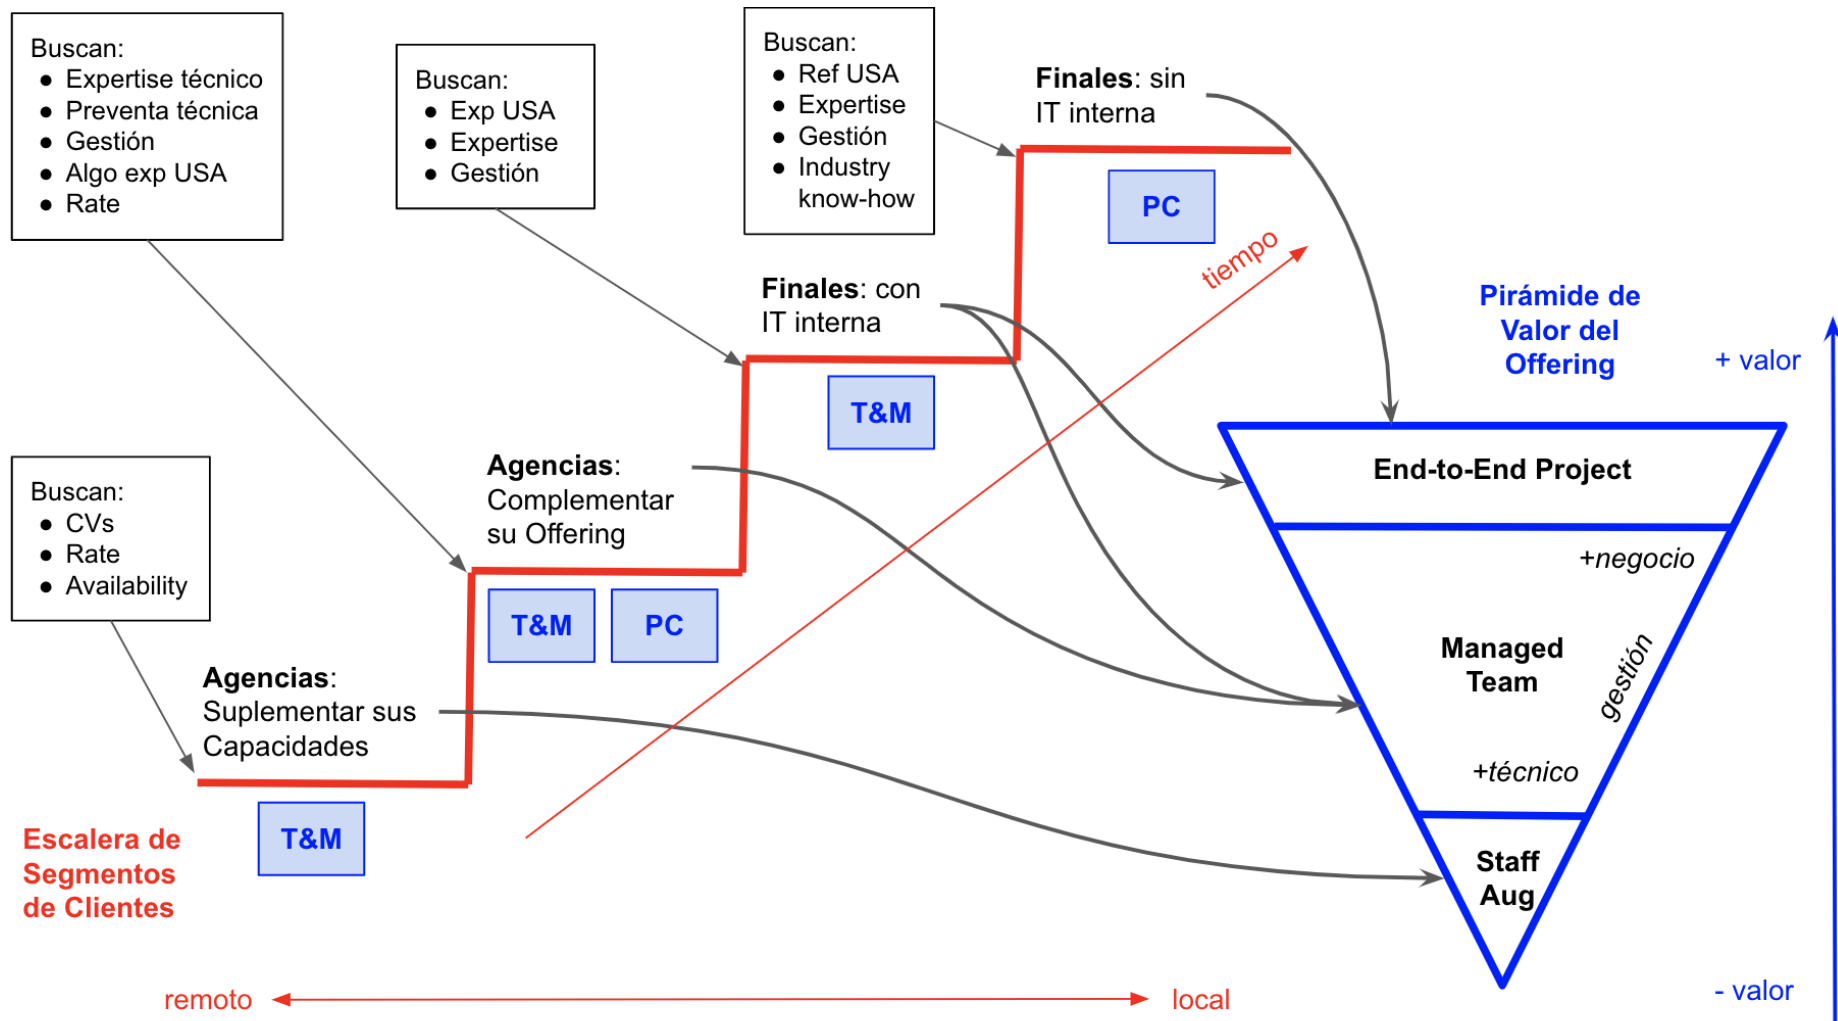 Buscan:
● Expertise técnico
● Preventa técnica
● Gestión
● Algo exp USA
● Rate
Buscan:
● Exp USA
● Expertise
● Gestión
Buscan:
● Ref USA
● Expertise
● Gestión
● Industry
know-how
Finales: sin
IT interna
PC
tiempo
Finales: con
IT interna
T&M
Agencias:
Complementar
su Offering
T&M
PC
Buscan:
● CVs
● Rate
● Availability
Agencias:
Suplementar sus
Capacidades
T&M
Escalera de
Segmentos
de Clientes
remoto
local
Pirámide de
Valor del
Offering
+ valor
End-to-End Project
+negocio
Managed
Team
gestión
+técnico
Staff
Aug
- valor